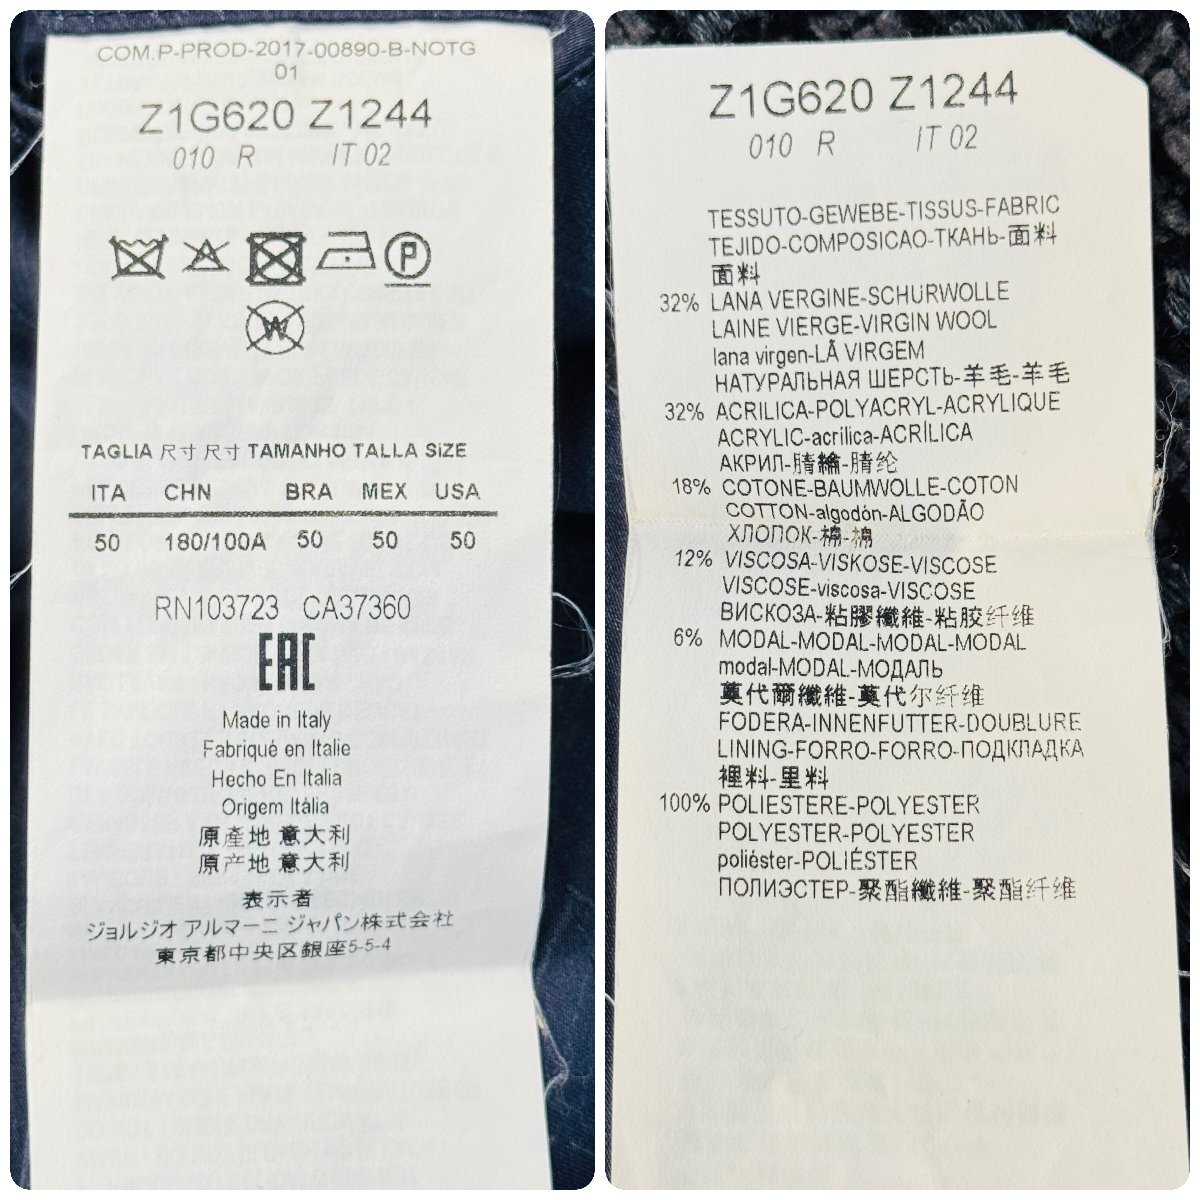 COM.P-PROD-2017-00890-B-NOTG
01
Z1G620 Z1244
010 R IT 02
P
W
TAGLIA 尺寸 尺寸 TAMANHO TALLA SIZE
ITA CHN BRA MEX USA
50 180/100A 50 50 50
RN103723 CA37360
EAC
Made in Italy
Fabriqué en Italie
Hecho En Italia
Origem Itália
原產地 意大利
原产地 意大利
表示者
ジョルジオ アルマーニ ジャパン株式会社
東京都中央区銀座5-5-4
Z1G620 Z1244
010 R IT 02
TESSUTO-GEWEBE-TISSUS-FABRIC
TEJIDO-COMPOSICAO-ТКАНЬ-面料
面料
32% LANA VERGINE-SCHURWOLLE
LAINE VIERGE-VIRGIN WOOL
lana virgen-LÃ VIRGEM
НАТУРАЛЬНАЯ ШЕРСТЬ-羊毛-羊毛
32% ACRILICA-POLYACRYL-ACRYLIQUE
ACRYLIC-acrílica-ACRÍLICA
АКРИЛ-腈綸-腈纶
18% COTONE-BAUMWOLLE-COTON
COTTON-algodón-ALGODÃO
ХЛОПОК-棉-棉
12% VISCOSA-VISKOSE-VISCOSE
VISCOSE-viscosa-VISCOSE
ВИСКОЗА-粘膠纖維-粘胶纤维
6% MODAL-MODAL-MODAL-MODAL
modal-MODAL-МОДАЛЬ
莫代爾纖維-莫代尔纤维
FODERA-INNENFUTTER-DOUBLURE
LINING-FORRO-FORRO-ПОДКЛАДКА
裡料-里料
100% POLIESTERE-POLYESTER
POLYESTER-POLYESTER
poliéster-POLIÉSTER
ПОЛИЭСТЕР-聚酯纖維-聚酯纤维